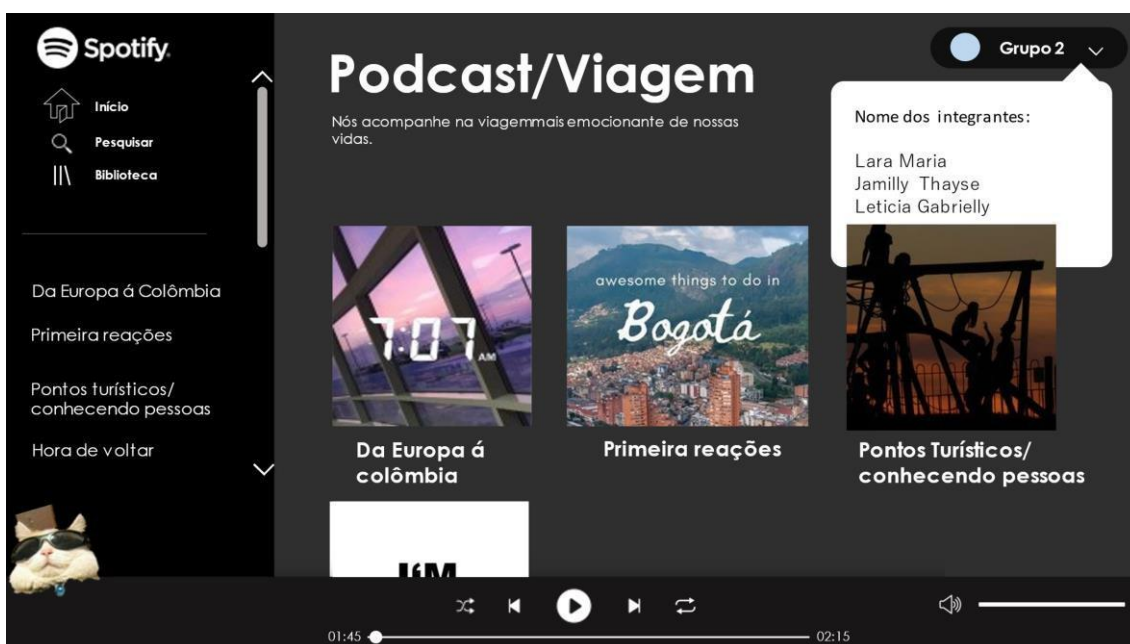 Spotify®
Início
Pesquisar
Biblioteca
Da Europa á Colômbia
Primeira reações
Pontos turísticos/
conhecendo pessoas
Hora de voltar
Podcast/Viagem
Nós acompanhe na viagemmais emocionante de nossas
vidas.
Grupo 2
Nome dos integrantes:
Lara Maria
Jamilly Thayse
Leticia Gabrielly
7:07 AM
awesome things to do in
Bogotá
Da Europa á
colômbia
Primeira reações
Pontos Turísticos/
conhecendo pessoas
I'M
01:45
02:15